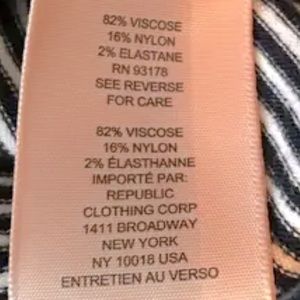 82% VISCOSE
16% NYLON
2% ELASTANE
RN 93178
SEE REVERSE
FOR CARE
82% VISCOSE
16% NYLON
2% ÉLASTHANNE
IMPORTÉ PAR:
REPUBLIC
CLOTHING CORP
1411 BROADWAY
NEW YORK
NY 10018 USA
ENTRETIEN AU VERSO